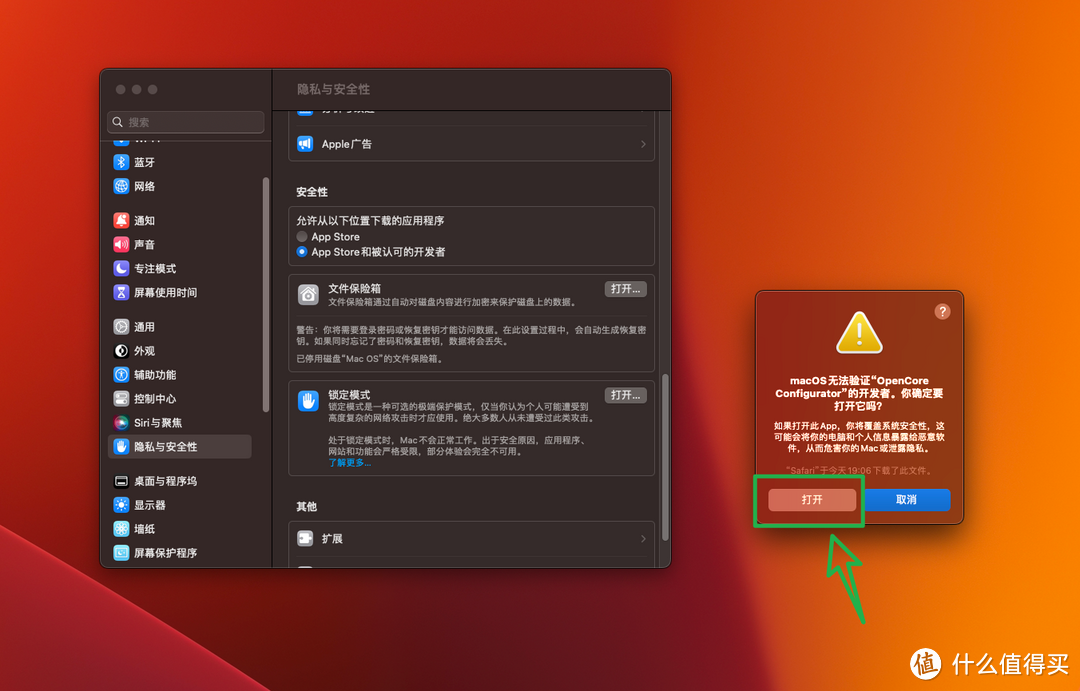 隐私与安全性
搜索
蓝牙
网络
通知
声音
专注模式
屏幕使用时间
通用
外观
辅助功能
控制中心
Siri与聚焦
隐私与安全性
桌面与程序坞
显示器
墙纸
屏幕保护程序
Apple广告
安全性
允许从以下位置下载的应用程序
App Store
App Store和被认可的开发者
文件保险箱
打开...
文件保险箱通过自动对磁盘内容进行加密来保护磁盘上的数据。
警告：你将需要登录密码或恢复密钥才能访问数据。在此设置过程中，会自动生成恢复密
钥。如果同时忘记了密码和恢复密钥，数据将会丢失。
已停用磁盘“Mac OS”的文件保险箱。
锁定模式
打开...
锁定模式是一种可选的极端保护模式，仅当你认为个人可能遭受到
高度复杂的网络攻击时才应使用。绝大多数人从未遭受过此类攻击。
处于锁定模式时，Mac不会正常工作。出于安全原因，应用程序、
网站和功能会严格受限，部分体验会完全不可用。
了解更多...
其他
扩展
?
macOS无法验证“OpenCore
Configurator”的开发者。你确定要
打开它吗？
如果打开此App，你将覆盖系统安全性，这
可能会将你的电脑和个人信息暴露给恶意软
件，从而危害你的Mac或泄露隐私。
“Safari”于今天19:06下载了此文件。
打开
取消
值 什么值得买